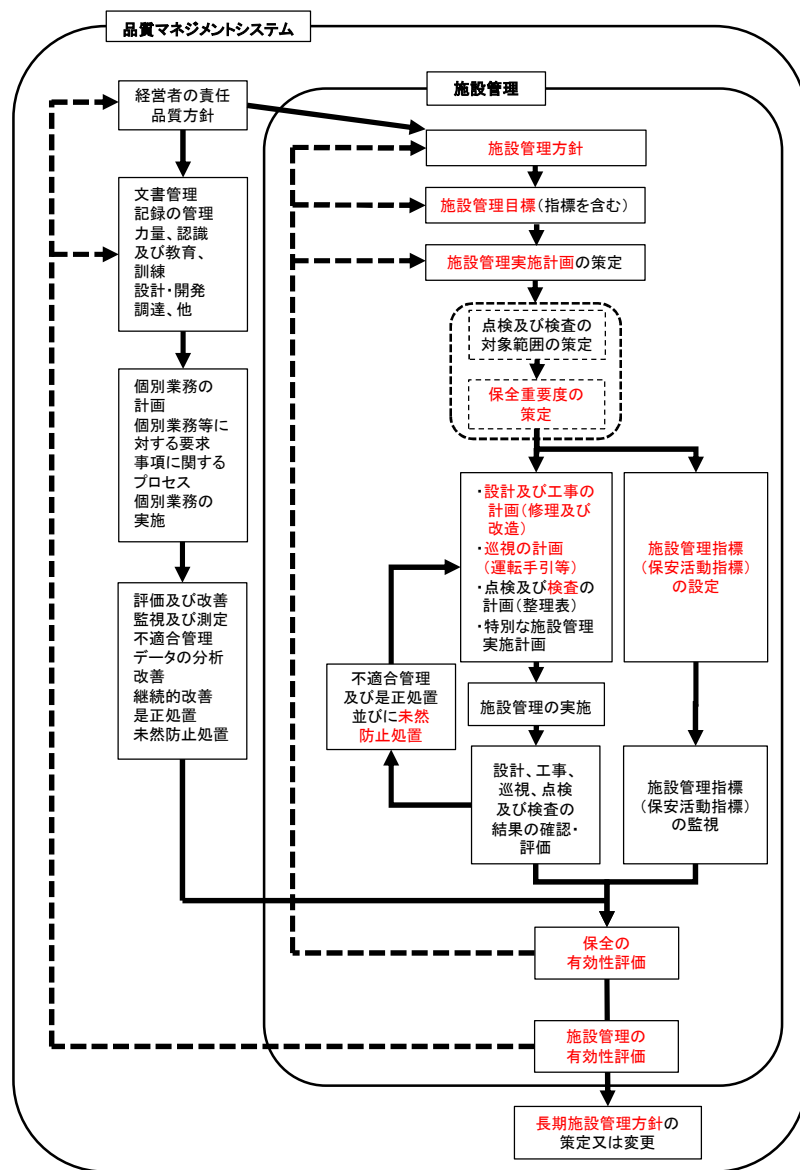 品質マネジメントシステム
経営者の責任
品質方針
文書管理
記録の管理
力量、認識
及び教育、
訓練
設計・開発
調達、他
個別業務の
計画
個別業務等に
対する要求
事項に関する
プロセス
個別業務の
実施
評価及び改善
監視及び測定
不適合管理
データの分析
改善
継続的改善
是正処置
未然防止処置
施設管理
施設管理方針
施設管理目標(指標を含む)
施設管理実施計画の策定
点検及び検査の
対象範囲の策定
保全重要度の
策定
・設計及び工事の
計画(修理及び
改造)
・巡視の計画
(運転手引等)
・点検及び検査の
計画(整理表)
・特別な施設管理
実施計画
施設管理指標
(保安活動指標)
の設定
不適合管理
及び是正処置
並びに未然
防止処置
施設管理の実施
設計、工事、
巡視、点検
及び検査の
結果の確認・
評価
施設管理指標
(保安活動指標)
の監視
保全の
有効性評価
施設管理の
有効性評価
長期施設管理方針の
策定又は変更